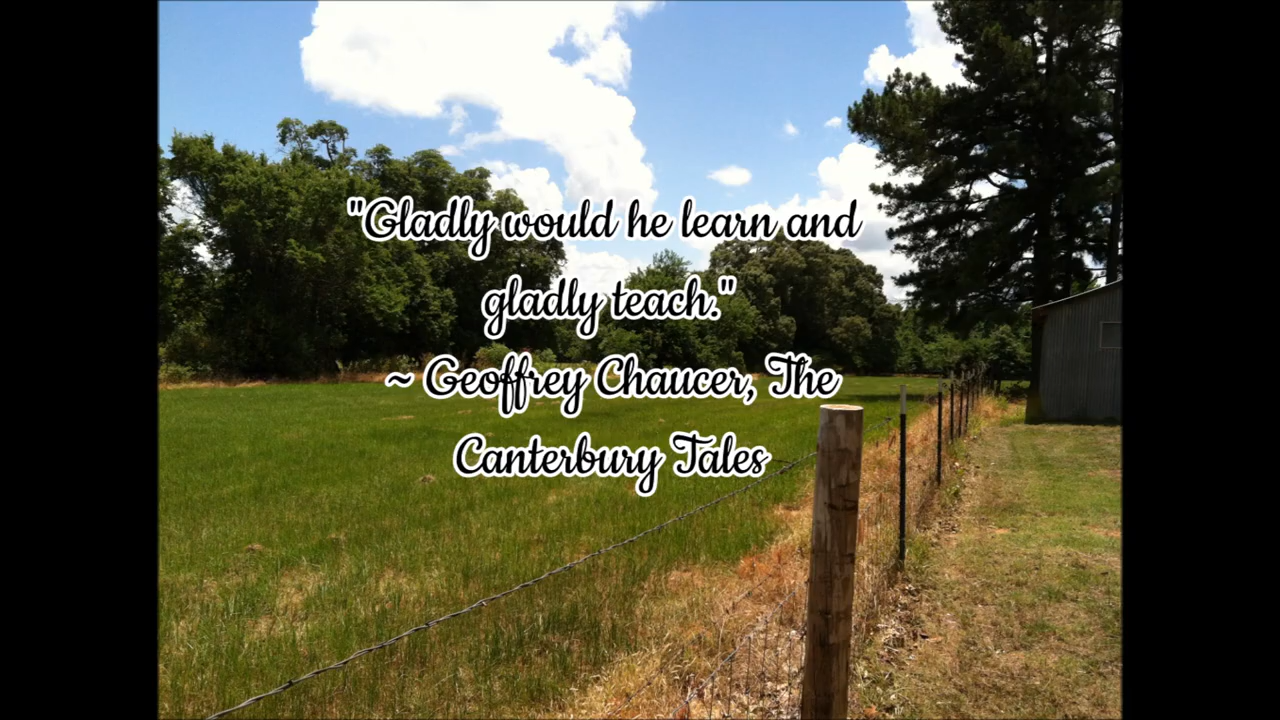 "Gladly would he learn and
gladly teach."
~ Geoffrey Chaucer, The
Canterbury Tales